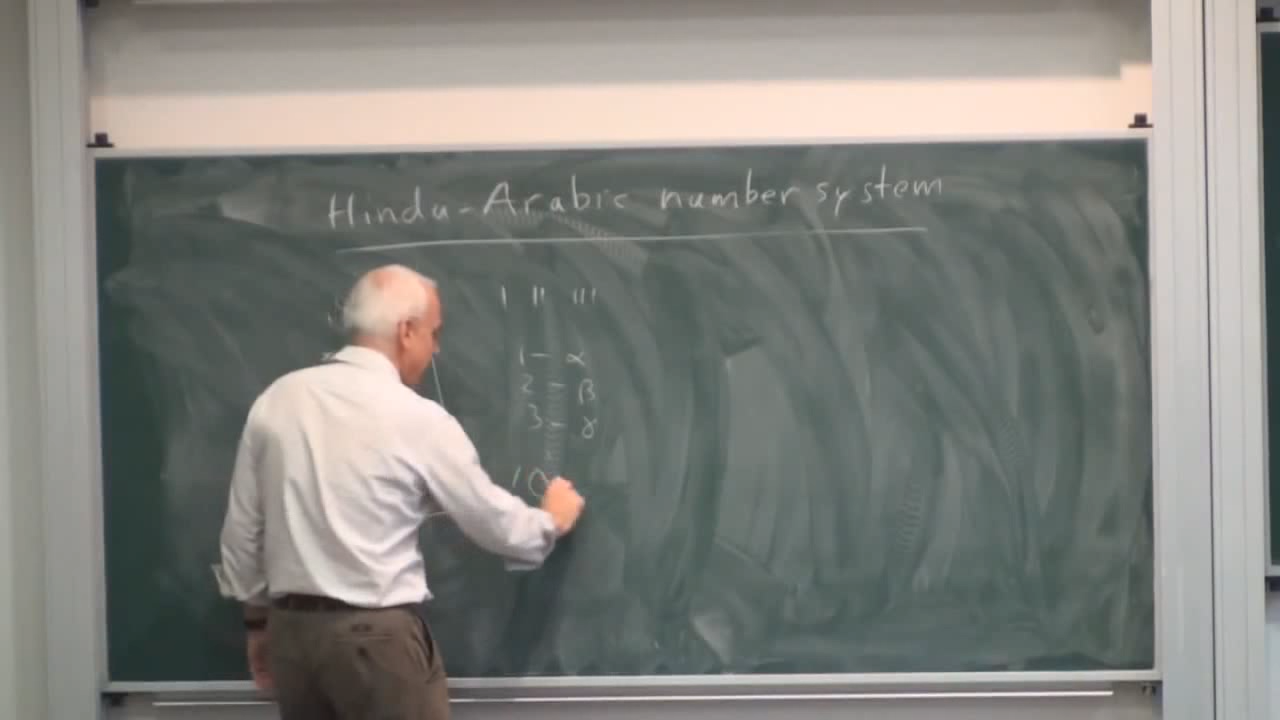 Hindu-Arabic number system
I II III
1 - α
2 - β
3 - γ
10